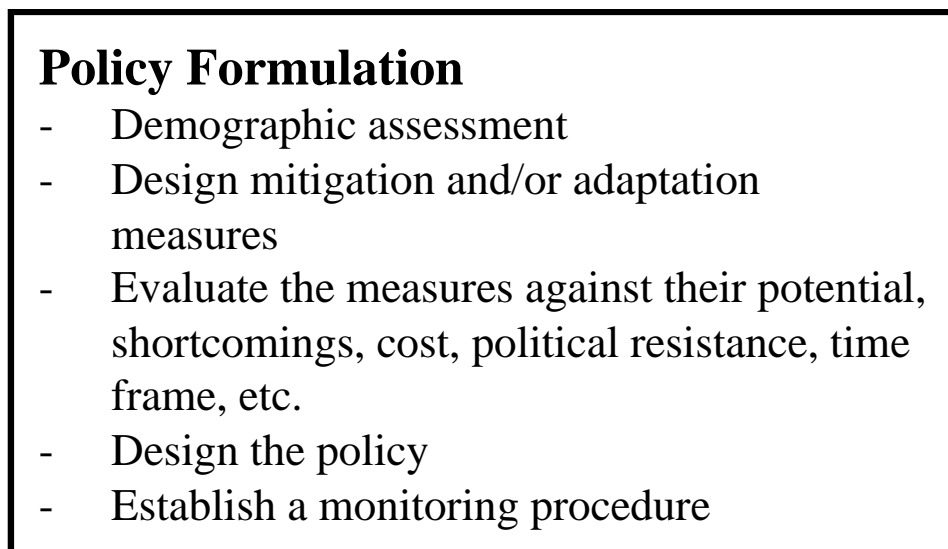 Policy Formulation
- Demographic assessment
- Design mitigation and/or adaptation
measures
- Evaluate the measures against their potential,
shortcomings, cost, political resistance, time
frame, etc.
- Design the policy
- Establish a monitoring procedure